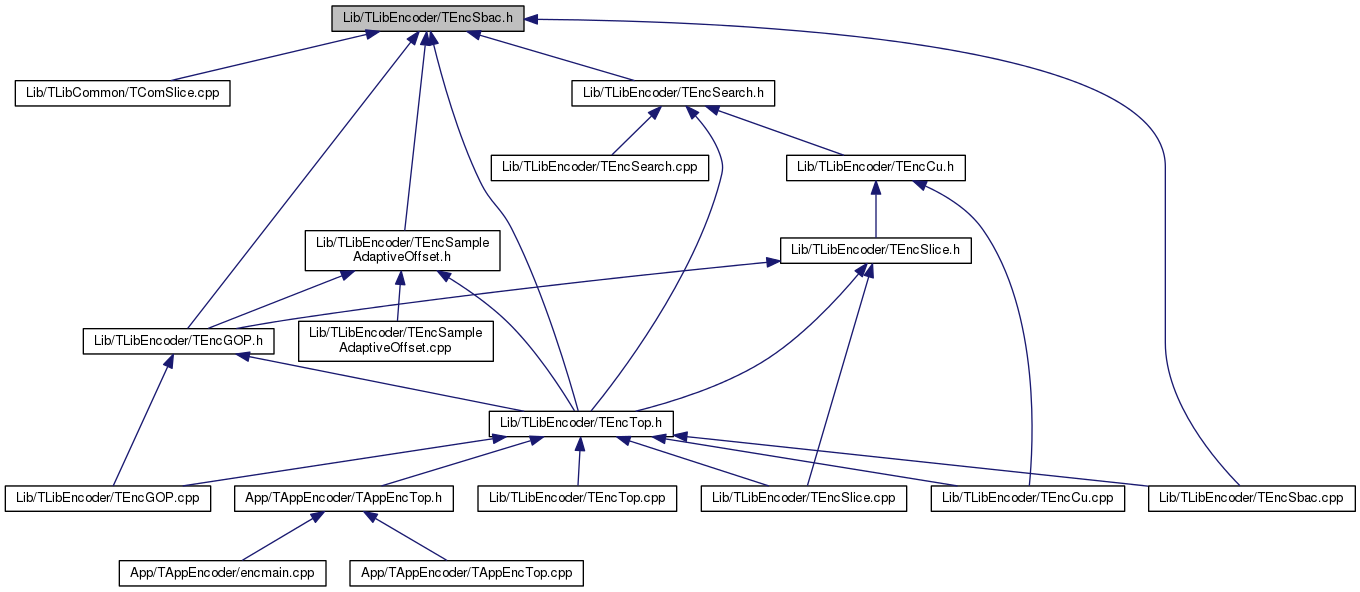 Lib/TLibEncoder/TEncSbac.h
Lib/TLibCommon/TComSlice.cpp
Lib/TLibEncoder/TEncSearch.h
Lib/TLibEncoder/TEncSearch.cpp
Lib/TLibEncoder/TEncCu.h
Lib/TLibEncoder/TEncSample
AdaptiveOffset.h
Lib/TLibEncoder/TEncSlice.h
Lib/TLibEncoder/TEncGOP.h
Lib/TLibEncoder/TEncSample
AdaptiveOffset.cpp
Lib/TLibEncoder/TEncTop.h
Lib/TLibEncoder/TEncGOP.cpp
App/TAppEncoder/TAppEncTop.h
Lib/TLibEncoder/TEncTop.cpp
Lib/TLibEncoder/TEncSlice.cpp
Lib/TLibEncoder/TEncCu.cpp
Lib/TLibEncoder/TEncSbac.cpp
App/TAppEncoder/encmain.cpp
App/TAppEncoder/TAppEncTop.cpp